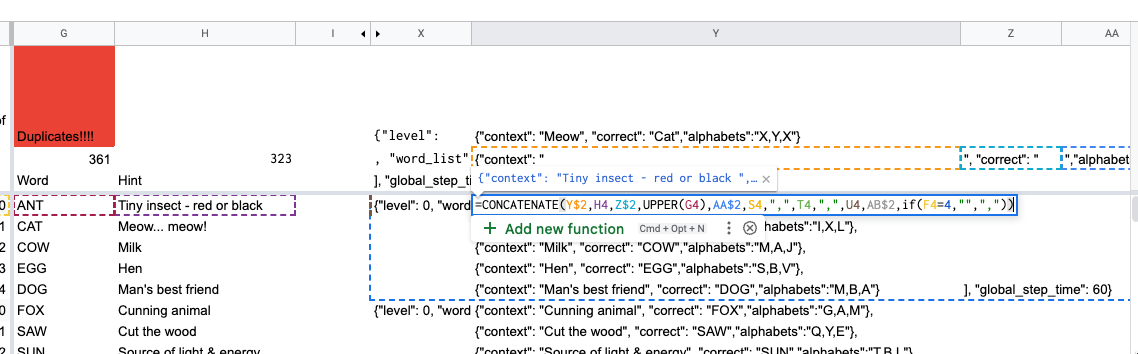 G H I X Y Z AA
of
Duplicates!!!! {"level": {"context": "Meow", "correct": "Cat","alphabets":"X,Y,X"}
361 323 , "word_list" {"context": " ", "correct": " ","alphabet
Word Hint ], "global_step_ti {"context": "Tiny insect - red or black ",… ×
0 ANT Tiny insect - red or black {"level": 0, "word =CONCATENATE(Y$2,H4,Z$2,UPPER(G4),AA$2,S4,",",T4,",",U4,AB$2,if(F4=4,"",","))
1 CAT Meow... meow! + Add new function Cmd + Opt + N habets":"I,X,L"},
2 COW Milk {"context": "Milk", "correct": "COW","alphabets":"M,A,J"},
3 EGG Hen {"context": "Hen", "correct": "EGG","alphabets":"S,B,V"},
4 DOG Man's best friend {"context": "Man's best friend", "correct": "DOG","alphabets":"M,B,A"} ], "global_step_time": 60}
0 FOX Cunning animal {"level": 0, "word {"context": "Cunning animal", "correct": "FOX","alphabets":"G,A,M"},
1 SAW Cut the wood {"context": "Cut the wood", "correct": "SAW","alphabets":"Q,Y,E"},
2 SUN Source of light & energy {"context": "Source of light & energy", "correct": "SUN","alphabets":"T,B,L"},